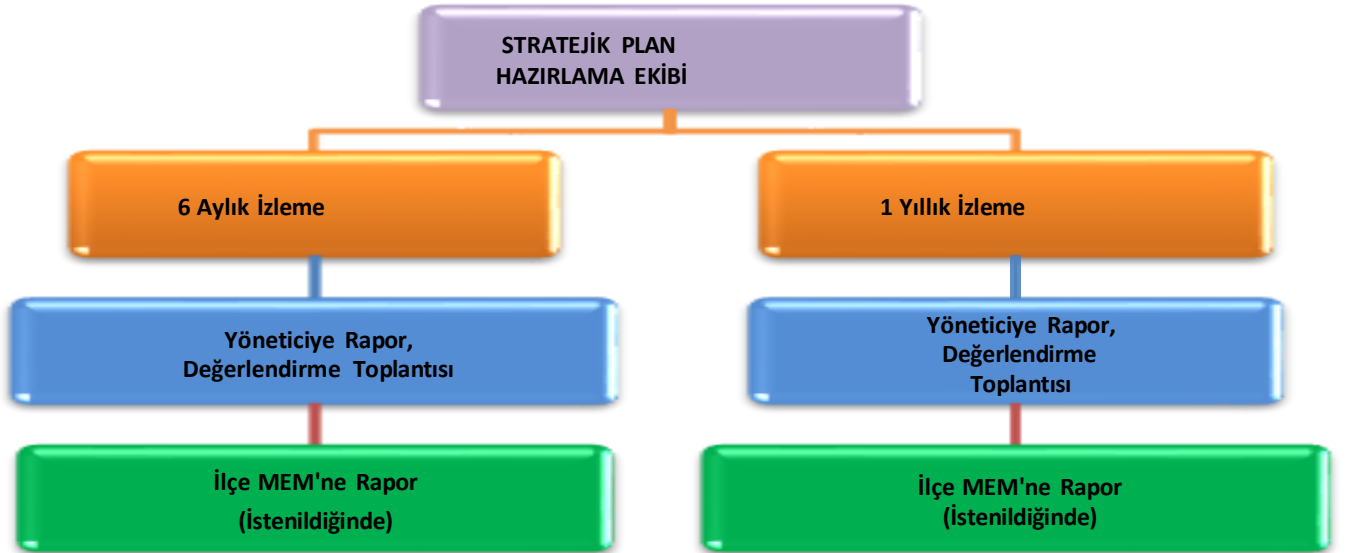 STRATEJİK PLAN
HAZIRLAMA EKİBİ
6 Aylık İzleme
1 Yıllık İzleme
Yöneticiye Rapor,
Değerlendirme Toplantısı
Yöneticiye Rapor,
Değerlendirme
Toplantısı
İlçe MEM'ne Rapor
(İstenildiğinde)
İlçe MEM'ne Rapor
(İstenildiğinde)